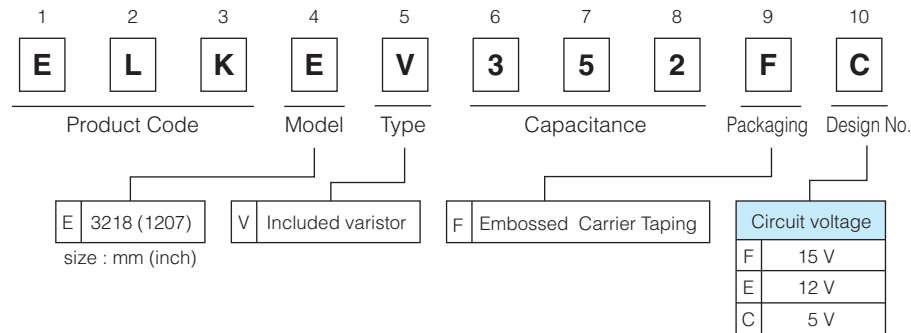 1 2 3 4 5 6 7 8 9 10
E L K E V 3 5 2 F C
Product Code Model Type Capacitance Packaging Design No.
E 3218 (1207)
size : mm (inch)
V Included varistor
F Embossed Carrier Taping
Circuit voltage
F 15 V
E 12 V
C 5 V